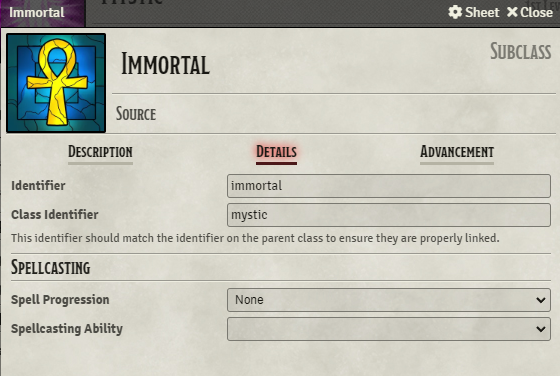 Immortal
Sheet
Close
Immortal
Subclass
Source
Description
Details
Advancement
Identifier
immortal
Class Identifier
mystic
This identifier should match the identifier on the parent class to ensure they are properly linked.
Spellcasting
Spell Progression
None
Spellcasting Ability